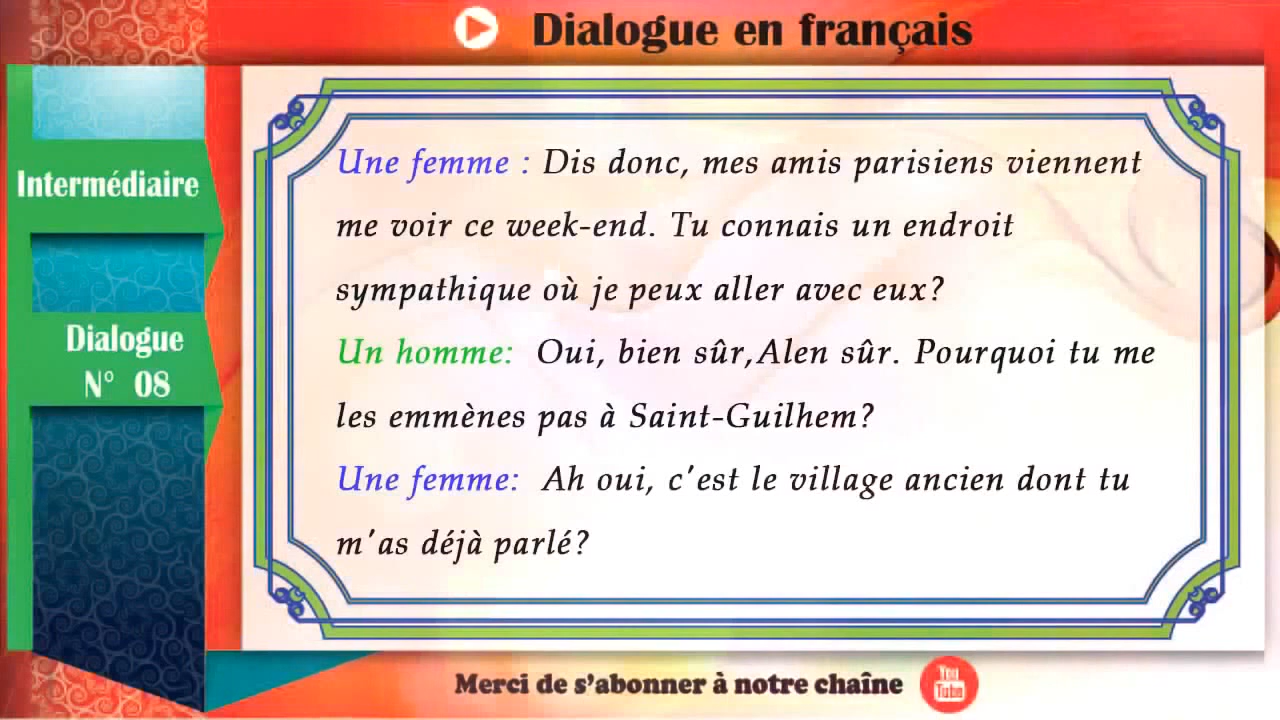 Dialogue en français
Intermédiaire
Dialogue
N° 08
Une femme : Dis donc, mes amis parisiens viennent
me voir ce week-end. Tu connais un endroit
sympathique où je peux aller avec eux?
Un homme: Oui, bien sûr,Alen sûr. Pourquoi tu me
les emmènes pas à Saint-Guilhem?
Une femme: Ah oui, c'est le village ancien dont tu
m'as déjà parlé?
Merci de s'abonner à notre chaîne
You
Tube